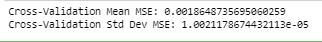 Cross-Validation Mean MSE: 0.0018648735695060259
Cross-Validation Std Dev MSE: 1.0021178674432113e-05